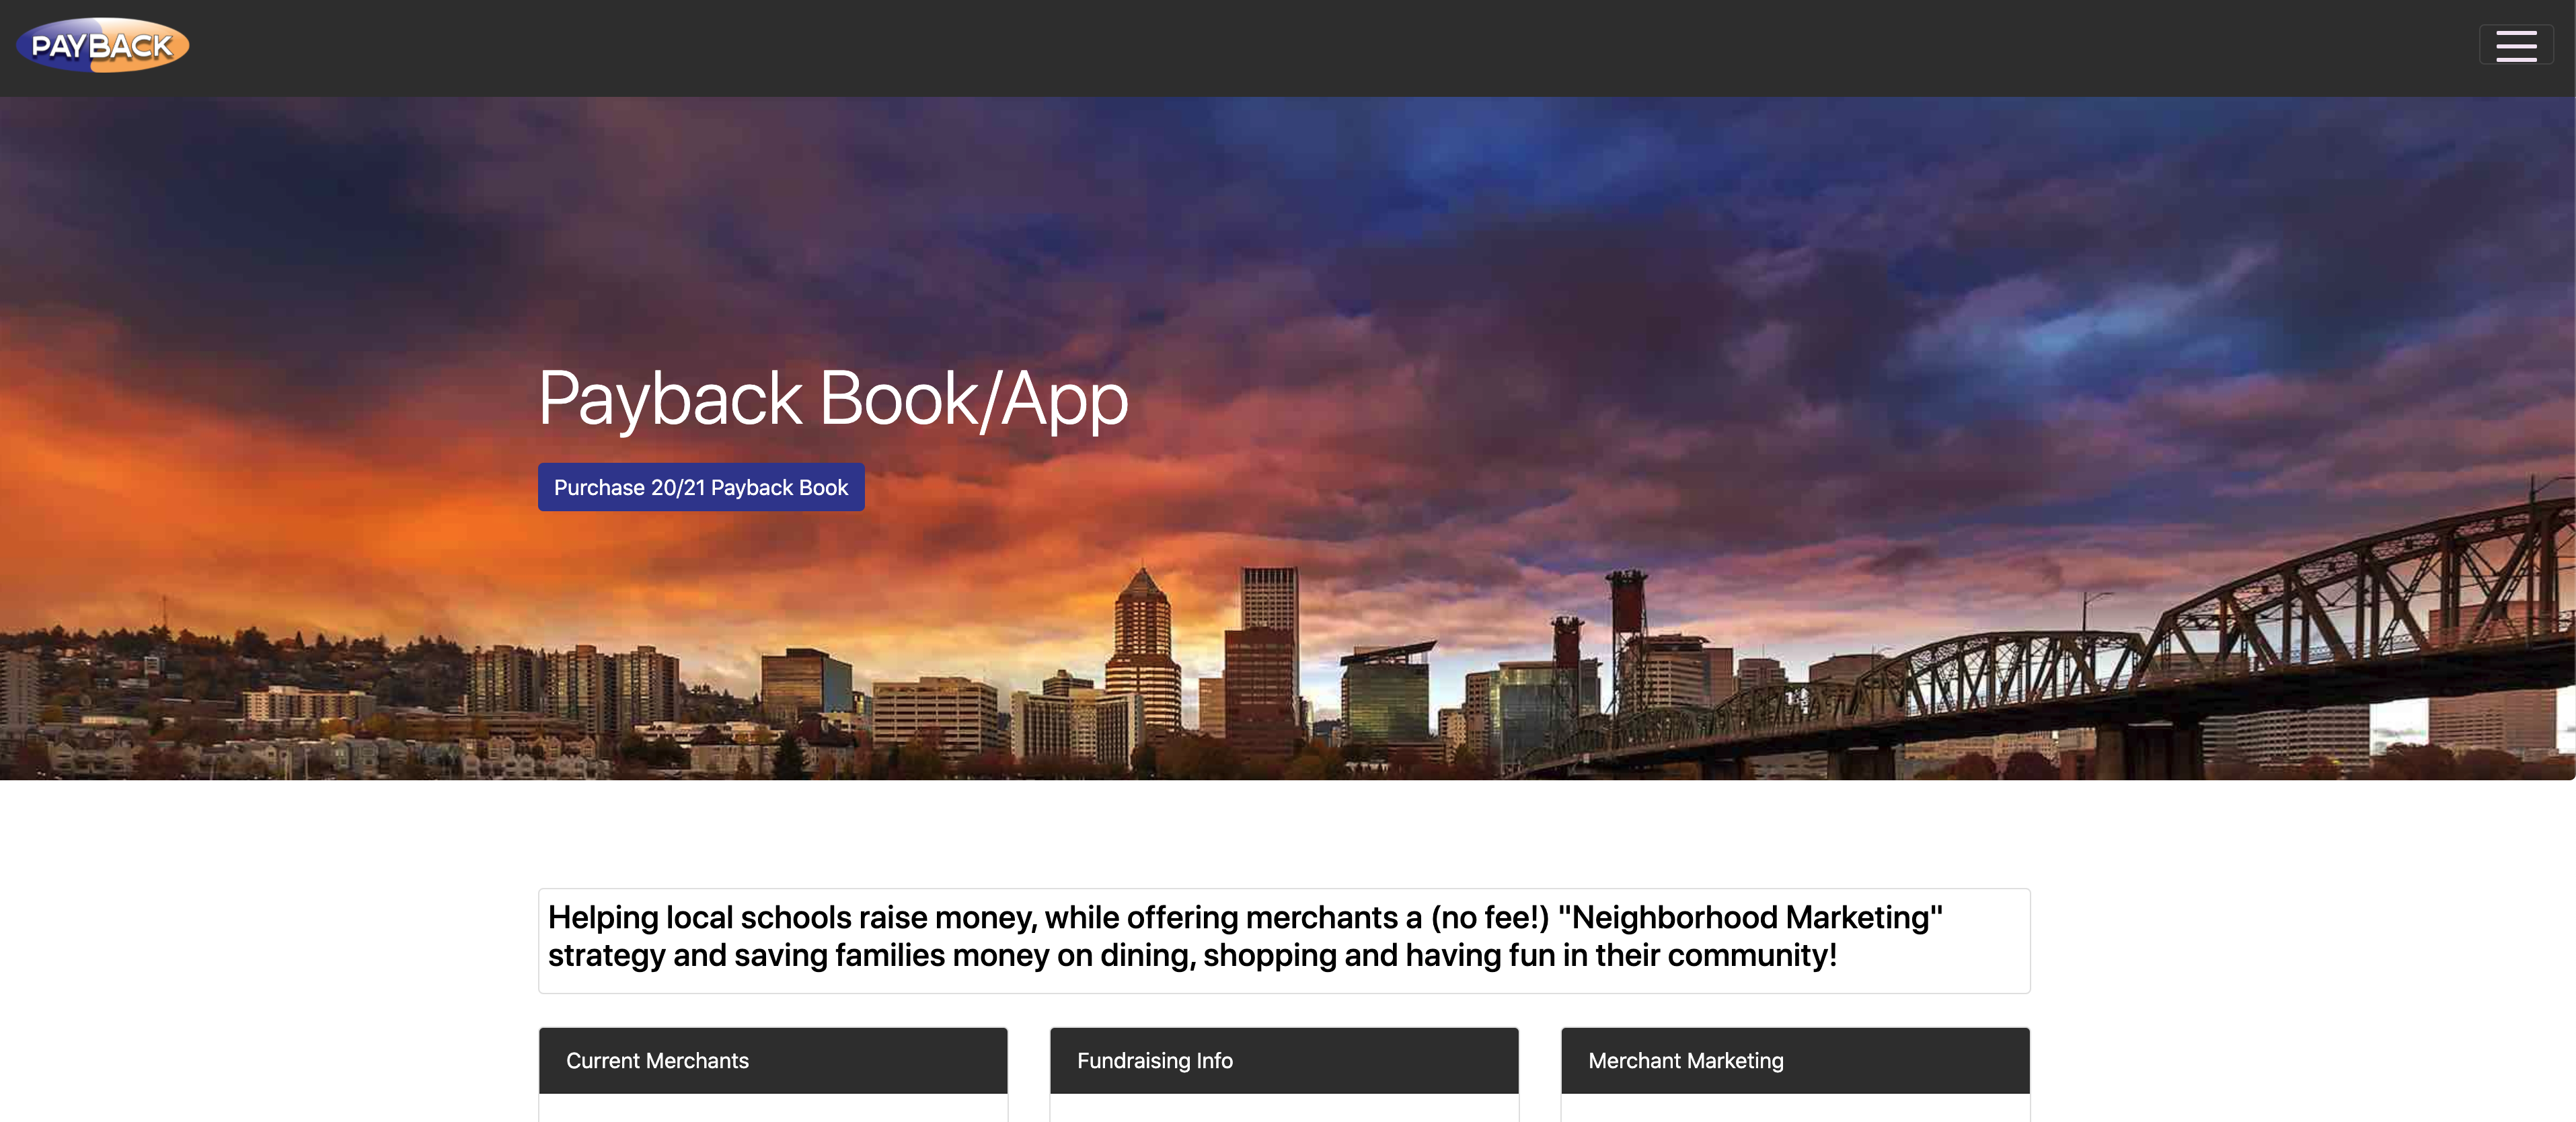 PAYBACK
Payback Book/App
Purchase 20/21 Payback Book
Helping local schools raise money, while offering merchants a (no fee!) "Neighborhood Marketing"
strategy and saving families money on dining, shopping and having fun in their community!
Current Merchants
Fundraising Info
Merchant Marketing